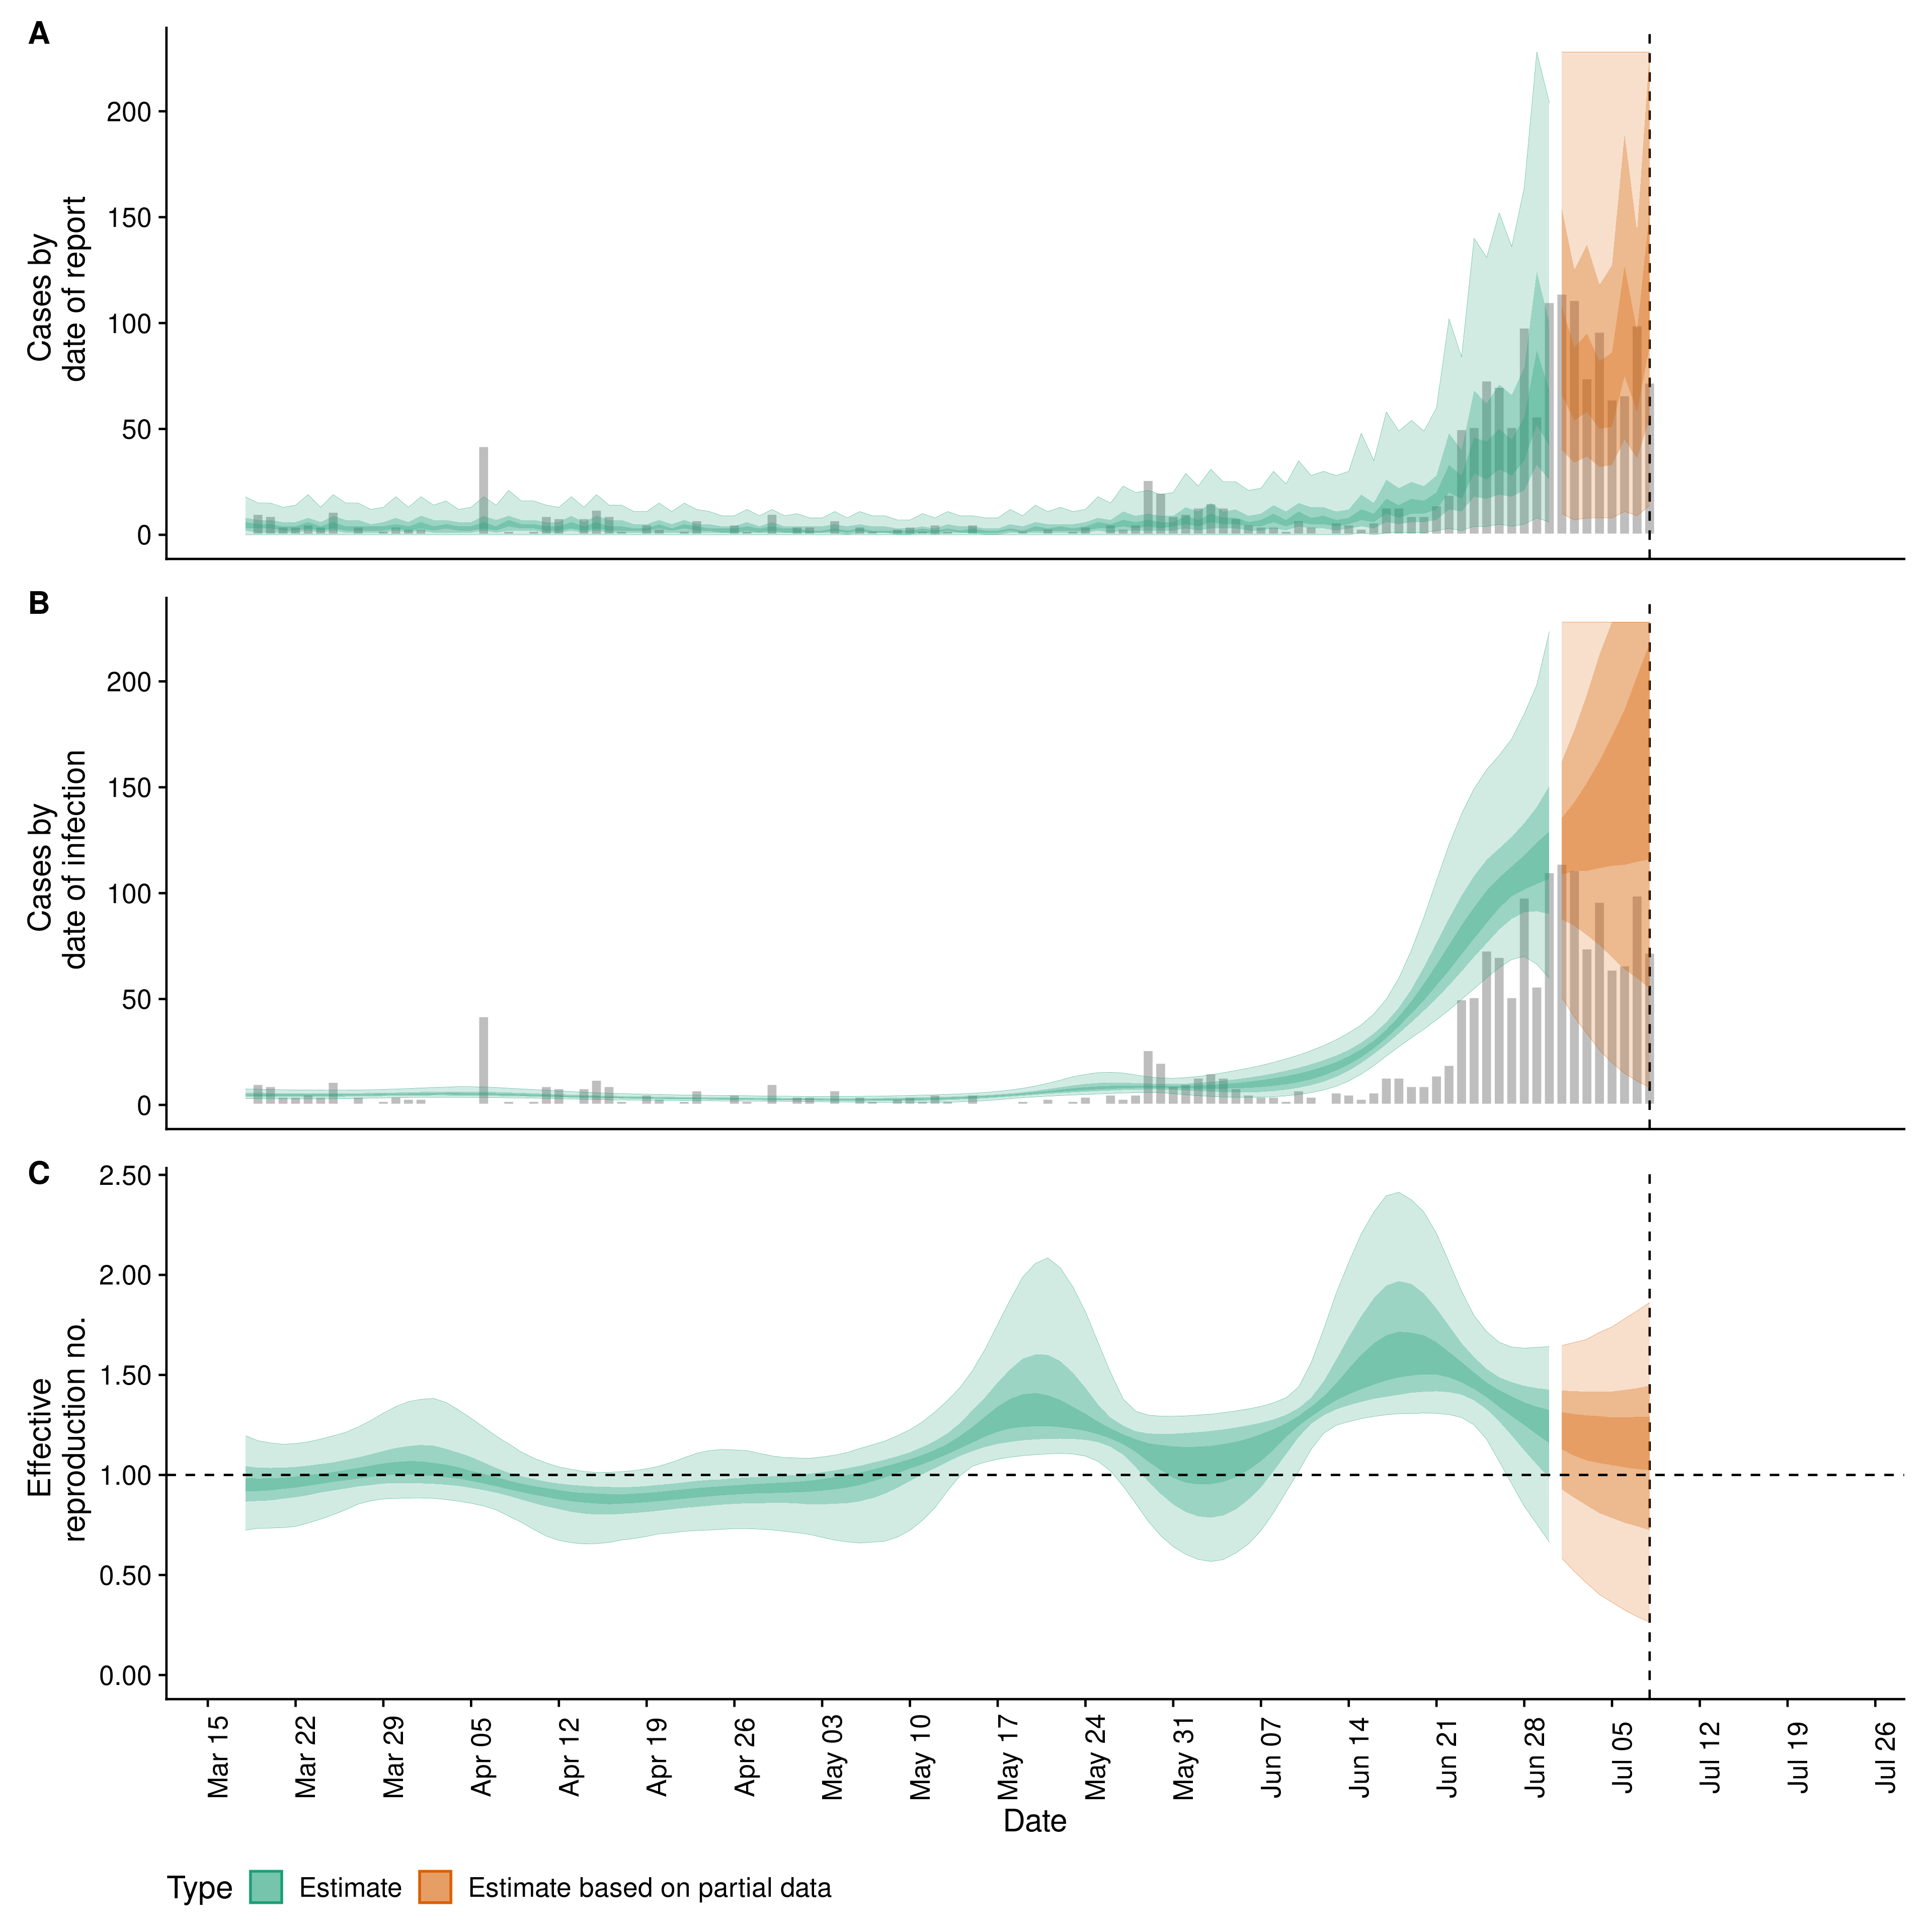 A
Cases by
date of report
200
150
100
50
0
B
Cases by
date of infection
200
150
100
50
0
C
Effective
reproduction no.
2.50
2.00
1.50
1.00
0.50
0.00
Mar 15
Mar 22
Mar 29
Apr 05
Apr 12
Apr 19
Apr 26
May 03
May 10
May 17
May 24
May 31
Jun 07
Jun 14
Jun 21
Jun 28
Jul 05
Jul 12
Jul 19
Jul 26
Date
Type Estimate Estimate based on partial data